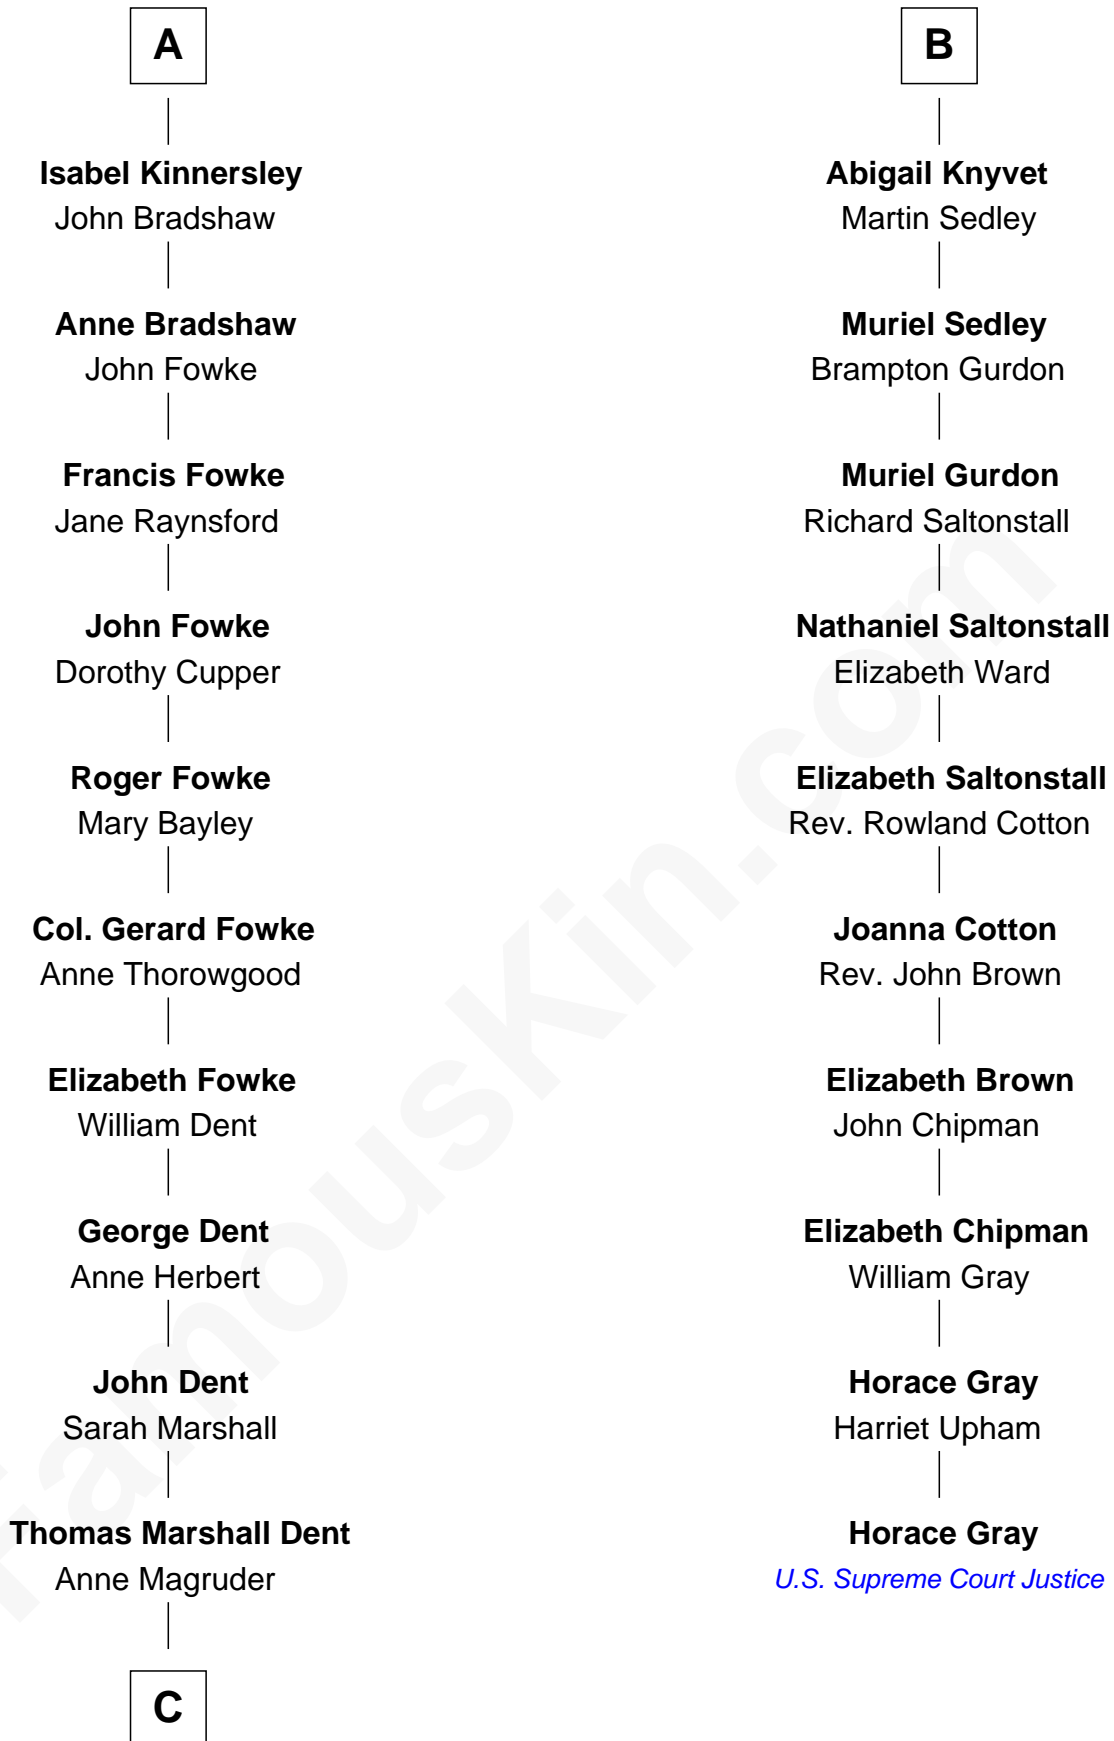 A
Isabel Kinnersley
John Bradshaw
Anne Bradshaw
John Fowke
Francis Fowke
Jane Raynsford
John Fowke
Dorothy Cupper
Roger Fowke
Mary Bayley
Col. Gerard Fowke
Anne Thorowgood
Elizabeth Fowke
William Dent
George Dent
Anne Herbert
John Dent
Sarah Marshall
Thomas Marshall Dent
Anne Magruder
C
B
Abigail Knyvet
Martin Sedley
Muriel Sedley
Brampton Gurdon
Muriel Gurdon
Richard Saltonstall
Nathaniel Saltonstall
Elizabeth Ward
Elizabeth Saltonstall
Rev. Rowland Cotton
Joanna Cotton
Rev. John Brown
Elizabeth Brown
John Chipman
Elizabeth Chipman
William Gray
Horace Gray
Harriet Upham
Horace Gray
U.S. Supreme Court Justice
FamousKin.com